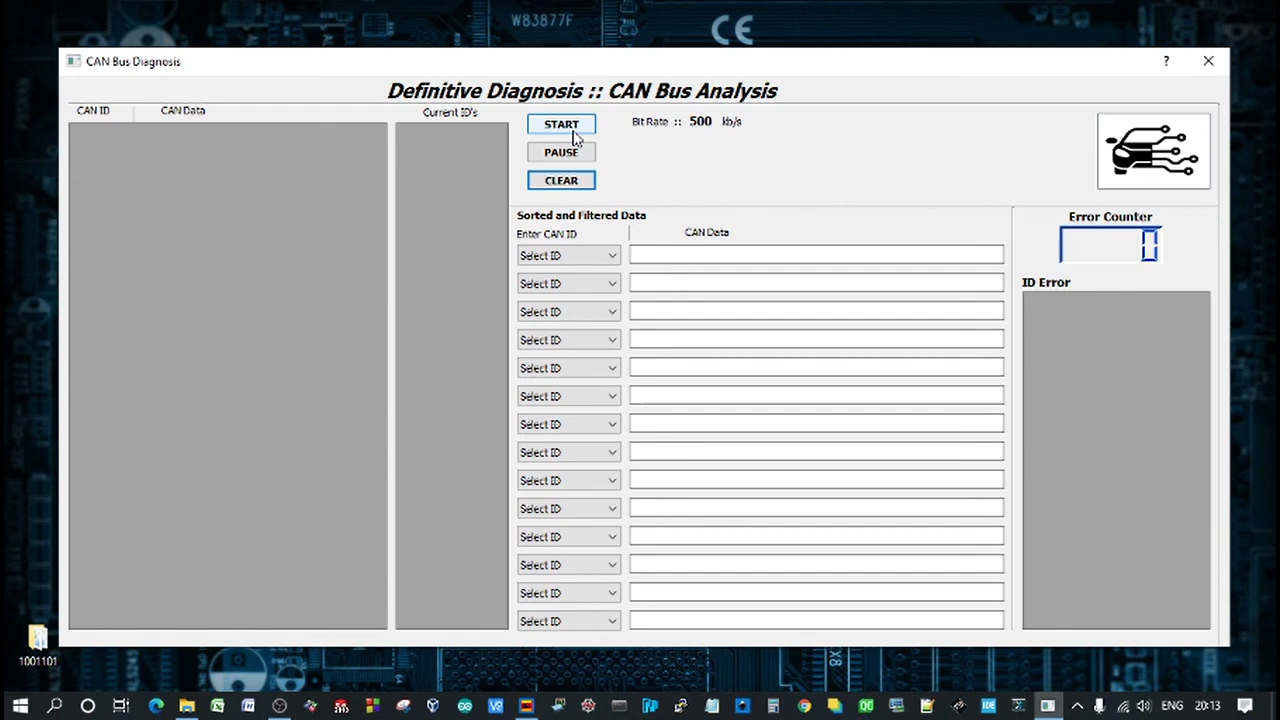 W83877F
CE
CAN Bus Diagnosis
?
Definitive Diagnosis :: CAN Bus Analysis
CAN ID
CAN Data
Current ID's
START
PAUSE
CLEAR
Bit Rate :: 500 kb/s
Sorted and Filtered Data
Enter CAN ID
CAN Data
Select ID
Select ID
Select ID
Select ID
Select ID
Select ID
Select ID
Select ID
Select ID
Select ID
Select ID
Select ID
Select ID
Select ID
Error Counter
0
ID Error
1001101
ENG
20:13